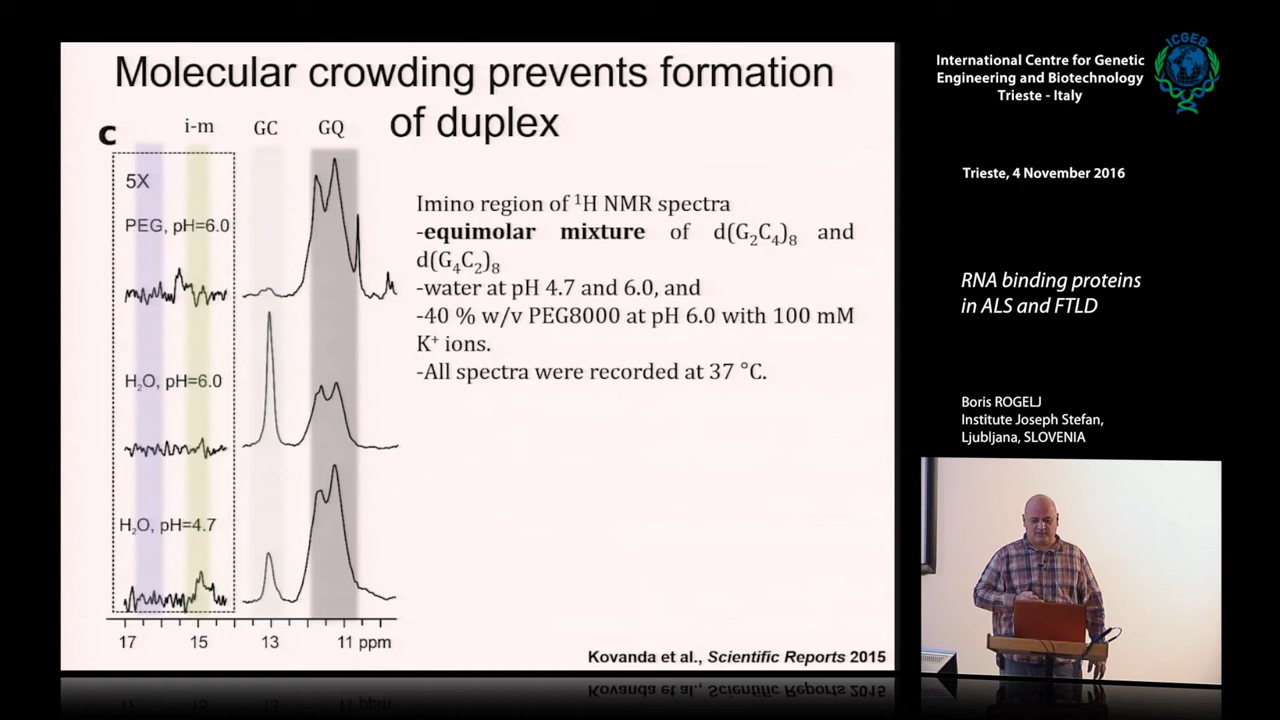 Molecular crowding prevents formation
of duplex
c
i-m
GC
GQ
5X
PEG, pH=6.0
H₂O, pH=6.0
H₂O, pH=4.7
17
15
13
11 ppm
Imino region of ¹H NMR spectra
-equimolar mixture of d(G₂C₄)₈ and
d(G₄C₂)₈
-water at pH 4.7 and 6.0, and
-40 % w/v PEG8000 at pH 6.0 with 100 mM
K⁺ ions.
-All spectra were recorded at 37 °C.
Kovanda et al., Scientific Reports 2015
International Centre for Genetic
Engineering and Biotechnology
Trieste - Italy
ICGEB
Trieste, 4 November 2016
RNA binding proteins
in ALS and FTLD
Boris ROGELJ
Institute Joseph Stefan,
Ljubljana, SLOVENIA